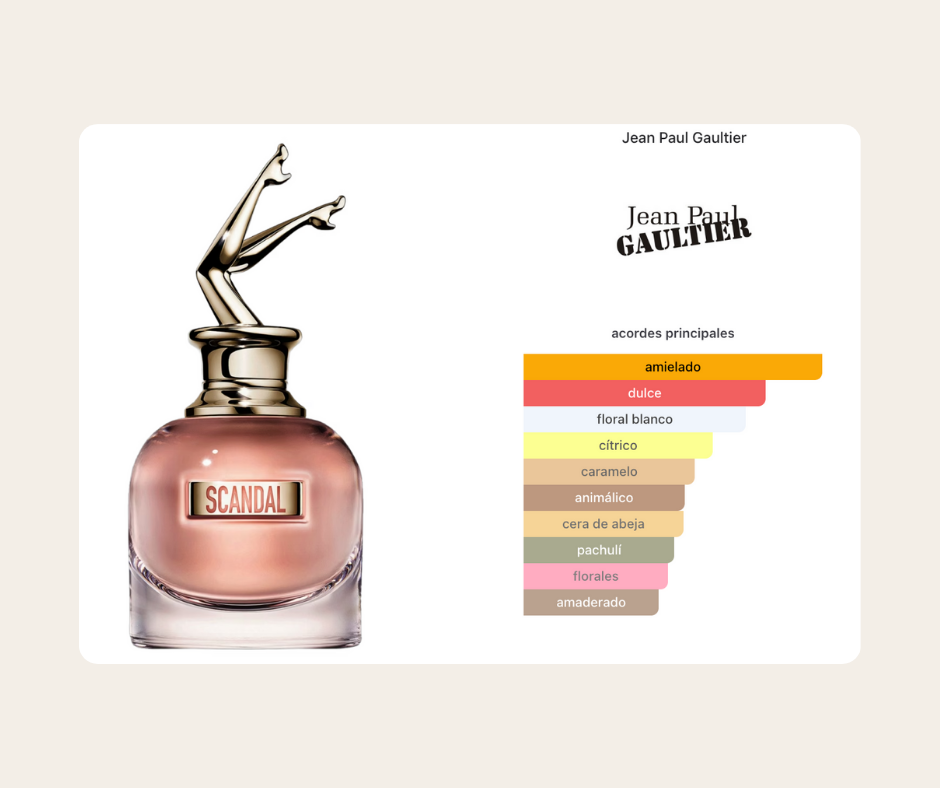 SCANDAL
Jean Paul Gaultier
Jean Paul
GAULTIER
acordes principales
amielado
dulce
floral blanco
cítrico
caramelo
animálico
cera de abeja
pachulí
florales
amaderado